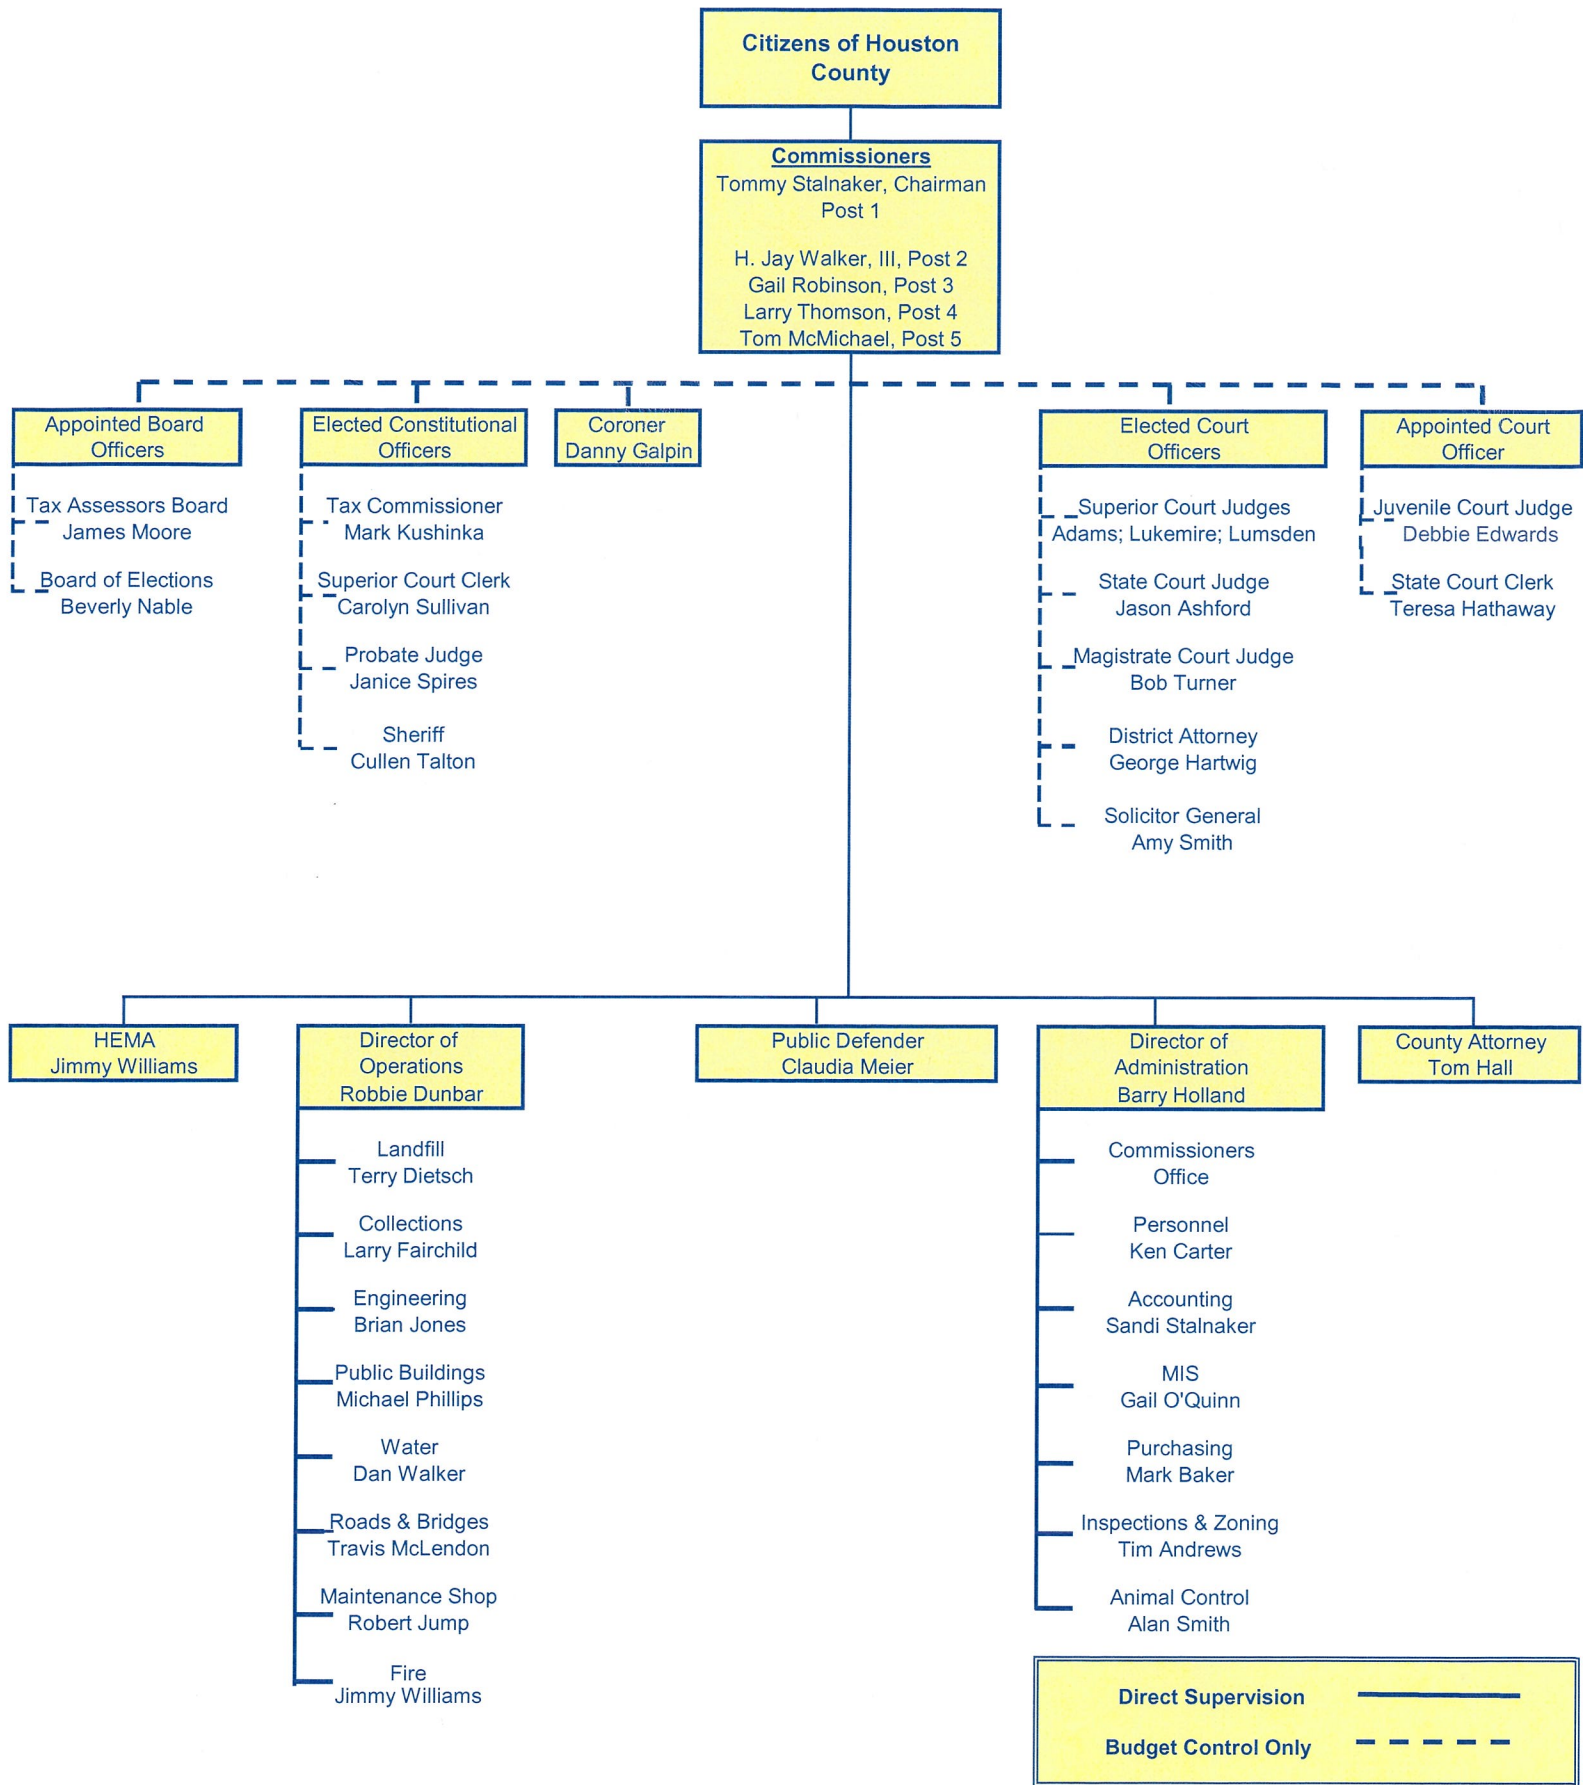 Citizens of Houston
County
Commissioners
Tommy Stalnaker, Chairman
Post 1
H. Jay Walker, III, Post 2
Gail Robinson, Post 3
Larry Thomson, Post 4
Tom McMichael, Post 5
Appointed Board
Officers
Tax Assessors Board
James Moore
Board of Elections
Beverly Nable
Elected Constitutional
Officers
Tax Commissioner
Mark Kushinka
Superior Court Clerk
Carolyn Sullivan
Probate Judge
Janice Spires
Sheriff
Cullen Talton
Coroner
Danny Galpin
Elected Court
Officers
Superior Court Judges
Adams; Lukemire; Lumsden
State Court Judge
Jason Ashford
Magistrate Court Judge
Bob Turner
District Attorney
George Hartwig
Solicitor General
Amy Smith
Appointed Court
Officer
Juvenile Court Judge
Debbie Edwards
State Court Clerk
Teresa Hathaway
HEMA
Jimmy Williams
Director of
Operations
Robbie Dunbar
Landfill
Terry Dietsch
Collections
Larry Fairchild
Engineering
Brian Jones
Public Buildings
Michael Phillips
Water
Dan Walker
Roads & Bridges
Travis McLendon
Maintenance Shop
Robert Jump
Fire
Jimmy Williams
Public Defender
Claudia Meier
Director of
Administration
Barry Holland
Commissioners
Office
Personnel
Ken Carter
Accounting
Sandi Stalnaker
MIS
Gail O'Quinn
Purchasing
Mark Baker
Inspections & Zoning
Tim Andrews
Animal Control
Alan Smith
County Attorney
Tom Hall
Direct Supervision
Budget Control Only